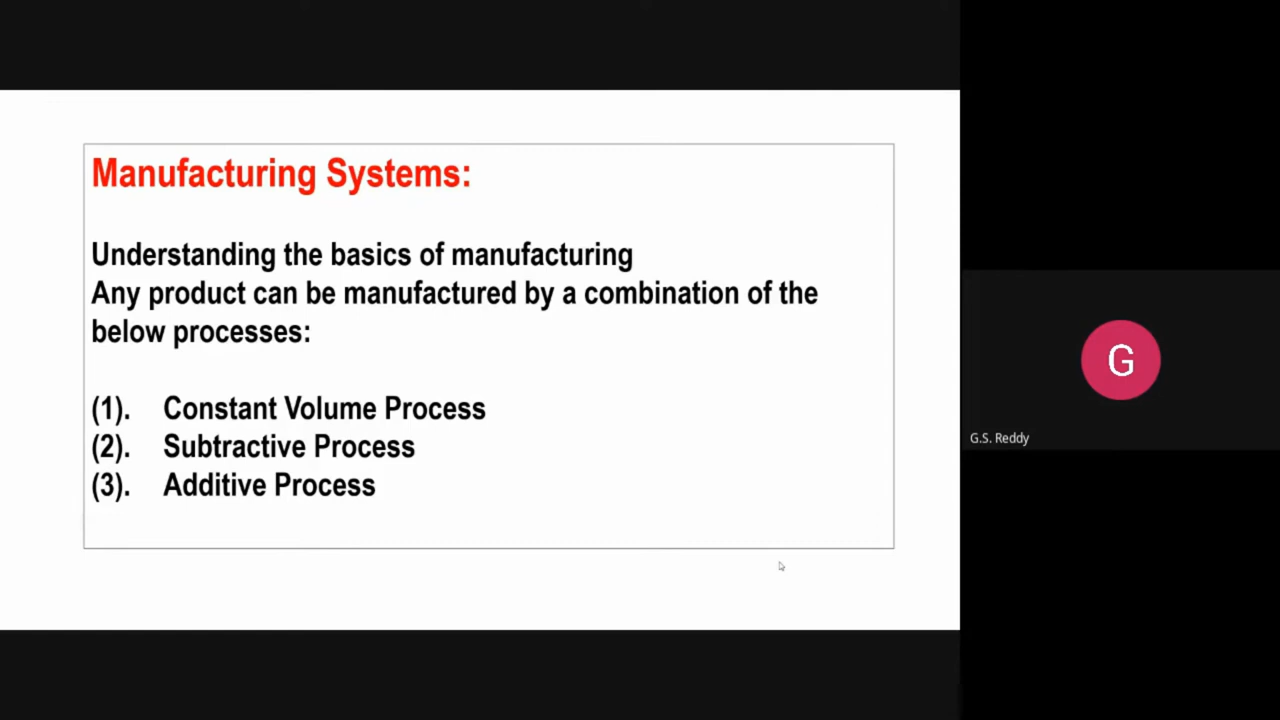 Manufacturing Systems:
Understanding the basics of manufacturing
Any product can be manufactured by a combination of the
below processes:
(1). Constant Volume Process
(2). Subtractive Process
(3). Additive Process
G
G.S. Reddy